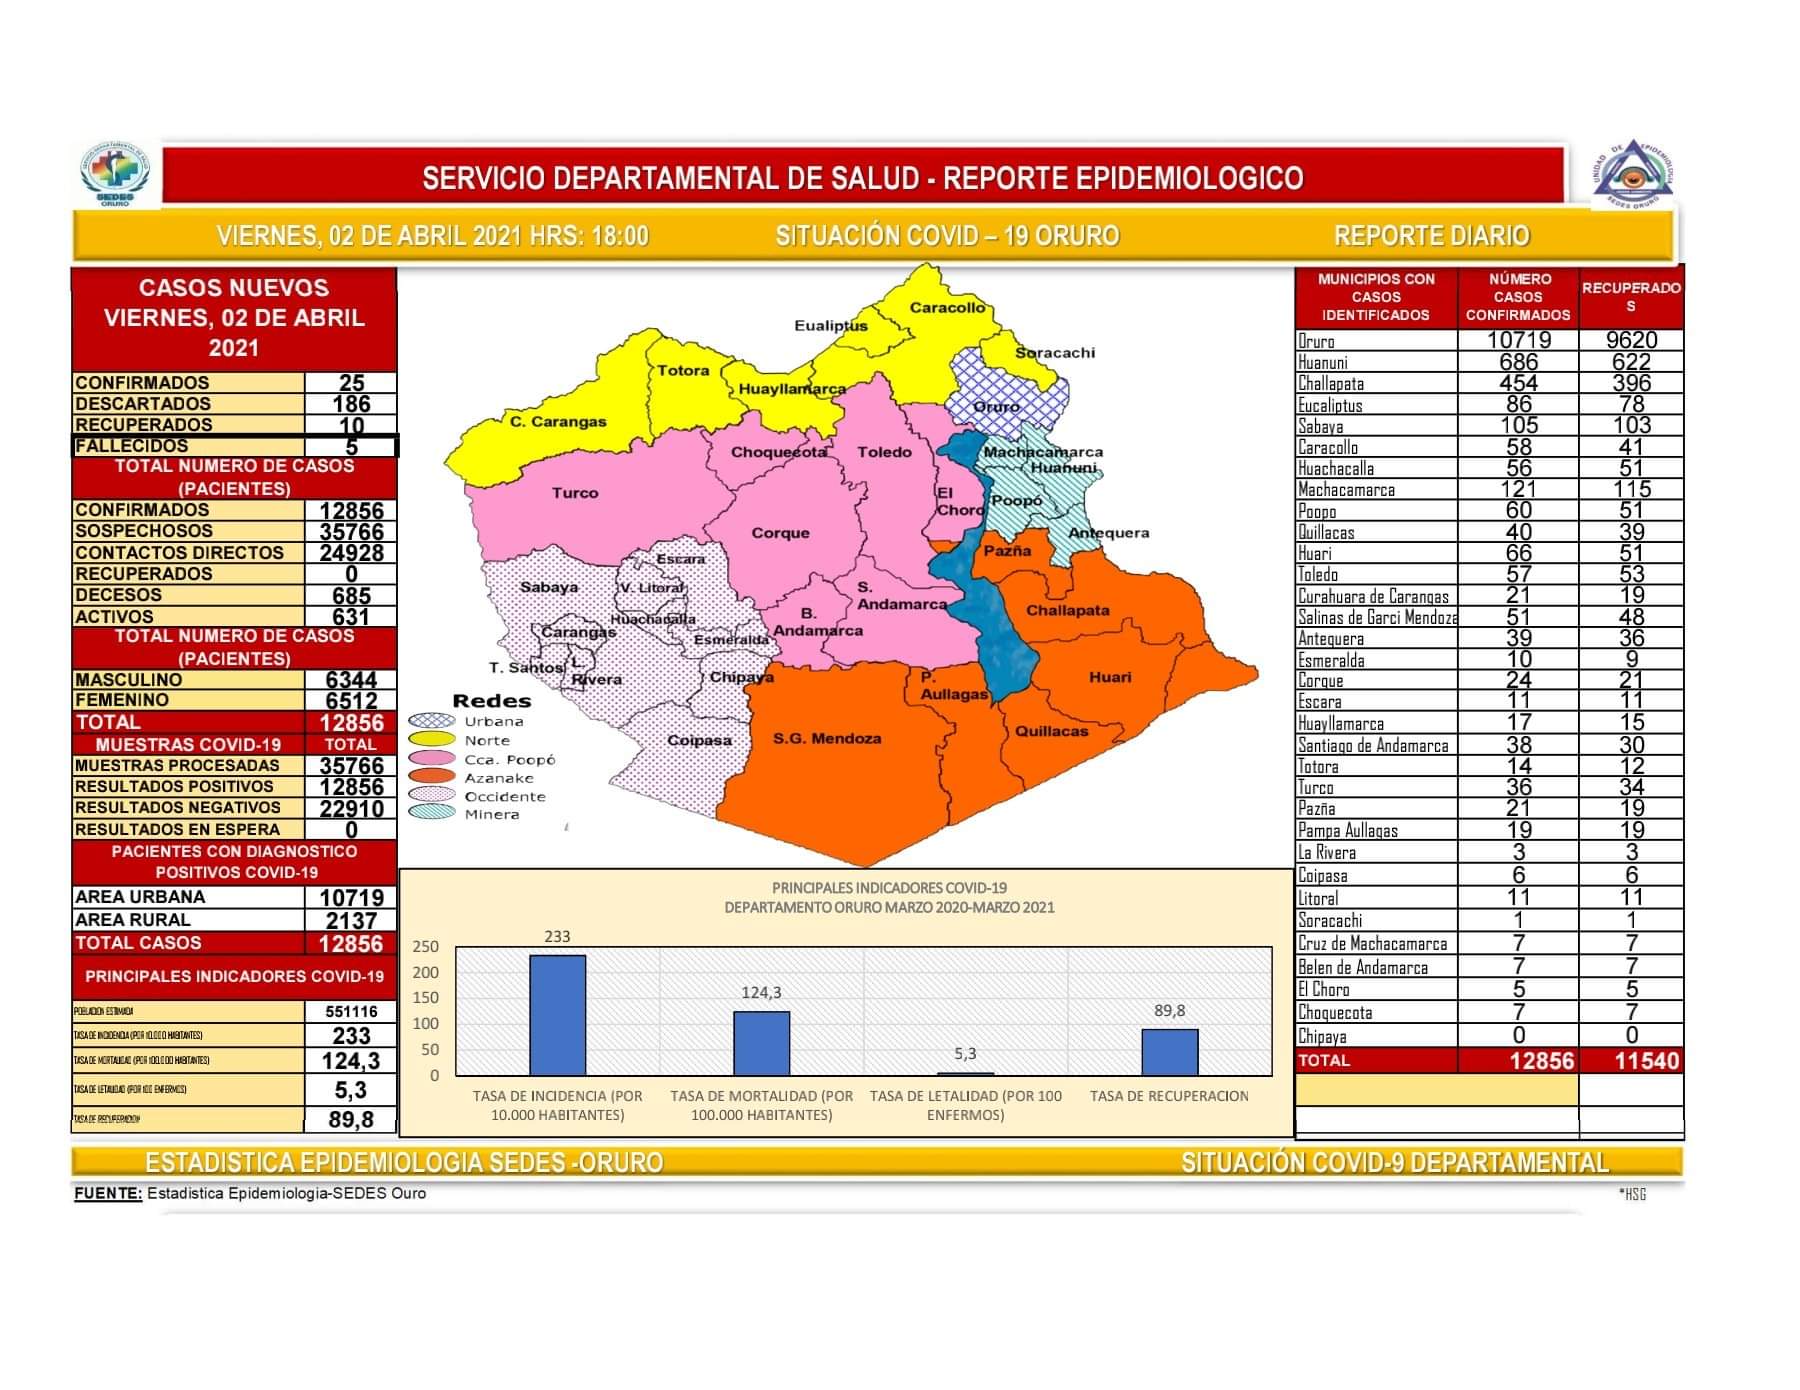 SERVICIO DEPARTAMENTAL DE SALUD - REPORTE EPIDEMIOLOGICO
SEDES
ORURO
UNIDAD DE EPIDEMIOLOGIA
SEDES ORURO
VIERNES, 02 DE ABRIL 2021 HRS: 18:00 SITUACIÓN COVID – 19 ORURO REPORTE DIARIO
CASOS NUEVOS
VIERNES, 02 DE ABRIL
2021
CONFIRMADOS 25
DESCARTADOS 186
RECUPERADOS 10
FALLECIDOS 5
TOTAL NUMERO DE CASOS
(PACIENTES)
CONFIRMADOS 12856
SOSPECHOSOS 35766
CONTACTOS DIRECTOS 24928
RECUPERADOS 0
DECESOS 685
ACTIVOS 631
TOTAL NUMERO DE CASOS
(PACIENTES)
MASCULINO 6344
FEMENINO 6512
TOTAL 12856
MUESTRAS COVID-19 TOTAL
MUESTRAS PROCESADAS 35766
RESULTADOS POSITIVOS 12856
RESULTADOS NEGATIVOS 22910
RESULTADOS EN ESPERA 0
PACIENTES CON DIAGNOSTICO
POSITIVOS COVID-19
AREA URBANA 10719
AREA RURAL 2137
TOTAL CASOS 12856
PRINCIPALES INDICADORES COVID-19
POBLACION ESTIMADA 551116
TASA DE INCIDENCIA (POR 10.000 HABITANTES) 233
TASA DE MORTALIDAD (POR 100.000 HABITANTES) 124,3
TASA DE LETALIDAD (POR 100 ENFERMOS) 5,3
TASA DE RECUPERACION 89,8
Caracollo
Eualiptus
Soracachi
Totora
Huayllamarca
Oruro
C. Carangas
Choquecota
Toledo
Machacamarca
Huanuni
Turco
El
Choro
Poopó
Corque
Antequera
Pazña
Escara
Sabaya
V. Litoral
S.
Andamarca
Challapata
Huachacalla
B.
Andamarca
Carangas
Esmeralda
T. Santos
L.
Rivera
Chipaya
P.
Aullagas
Huari
Coipasa
S.G. Mendoza
Quillacas
Redes
Urbana
Norte
Cca. Poopó
Azanake
Occidente
Minera
PRINCIPALES INDICADORES COVID-19
DEPARTAMENTO ORURO MARZO 2020-MARZO 2021
250
200
150
100
50
0
233
124,3
5,3
89,8
TASA DE INCIDENCIA (POR
10.000 HABITANTES)
TASA DE MORTALIDAD (POR
100.000 HABITANTES)
TASA DE LETALIDAD (POR 100
ENFERMOS)
TASA DE RECUPERACION
MUNICIPIOS CON
CASOS
IDENTIFICADOS
NÚMERO
CASOS
CONFIRMADOS
RECUPERADO
S
Oruro 10719 9620
Huanuni 686 622
Challapata 454 396
Eucaliptus 86 78
Sabaya 105 103
Caracollo 58 41
Huachacalla 56 51
Machacamarca 121 115
Poopo 60 51
Quillacas 40 39
Huari 66 51
Toledo 57 53
Curahuara de Carangas 21 19
Salinas de Garci Mendoza 51 48
Antequera 39 36
Esmeralda 10 9
Corque 24 21
Escara 11 11
Huayllamarca 17 15
Santiago de Andamarca 38 30
Totora 14 12
Turco 36 34
Pazña 21 19
Pampa Aullagas 19 19
La Rivera 3 3
Coipasa 6 6
Litoral 11 11
Soracachi 1 1
Cruz de Machacamarca 7 7
Belen de Andamarca 7 7
El Choro 5 5
Choquecota 7 7
Chipaya 0 0
TOTAL 12856 11540
ESTADISTICA EPIDEMIOLOGIA SEDES -ORURO SITUACIÓN COVID-9 DEPARTAMENTAL
FUENTE: Estadistica Epidemiologia-SEDES Ouro
*HSG